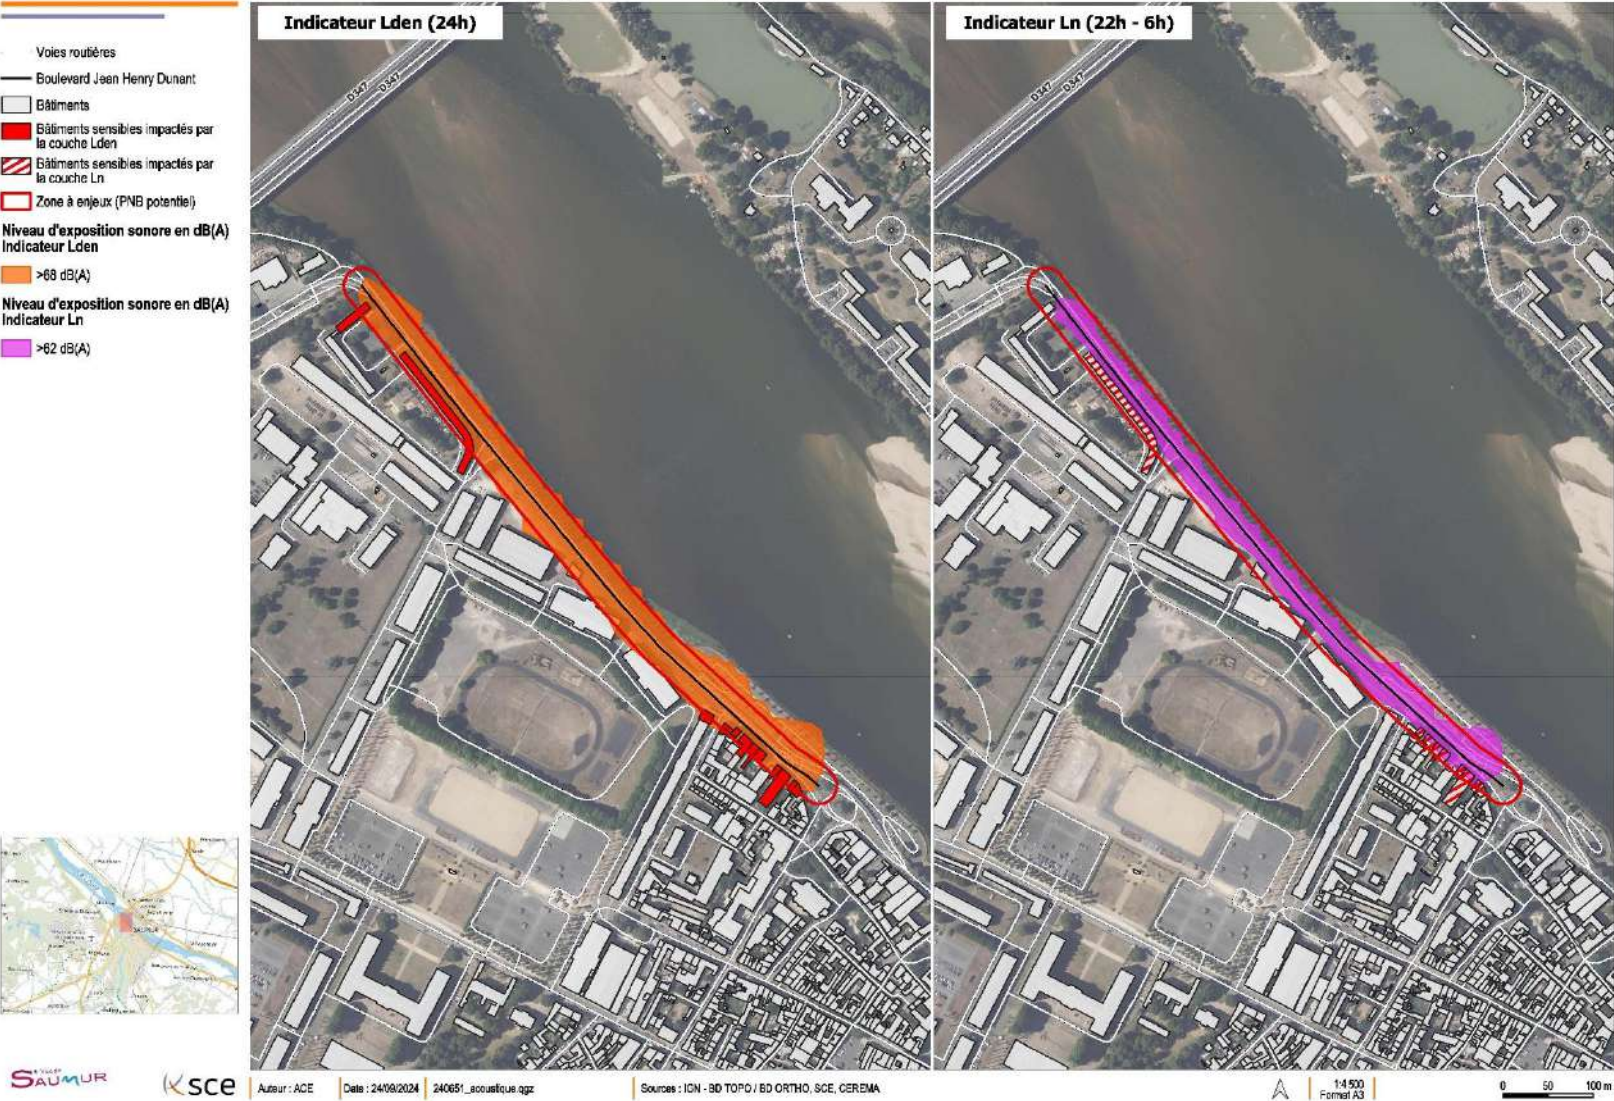 Voies routières
Boulevard Jean Henry Dunant
Bâtiments
Bâtiments sensibles impactés par
la couche Lden
Bâtiments sensibles impactés par
la couche Ln
Zone à enjeux (PNB potentiel)
Niveau d'exposition sonore en dB(A)
Indicateur Lden
>68 dB(A)
Niveau d'exposition sonore en dB(A)
Indicateur Ln
>62 dB(A)
Indicateur Lden (24h)
D347
D347
Indicateur Ln (22h - 6h)
D347
D347
SAUMUR
SAUMUR
sce
Auteur : ACE
Date : 24/09/2024
240651_acoustique.qgz
Sources : IGN - BD TOPO / BD ORTHO, SCE, CEREMA
1:4 500
Format A3
0 50 100 m